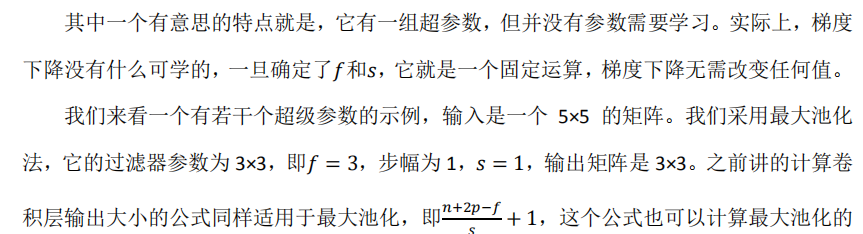 其中一个有意思的特点就是，它有一组超参数，但并没有参数需要学习。实际上，梯度
下降没有什么可学的，一旦确定了f和s，它就是一个固定运算，梯度下降无需改变任何值。
我们来看一个有若干个超级参数的示例，输入是一个 5×5 的矩阵。我们采用最大池化
法，它的过滤器参数为 3×3，即f = 3，步幅为 1，s = 1，输出矩阵是 3×3。之前讲的计算卷
积层输出大小的公式同样适用于最大池化，即\frac{n+2p-f}{s} + 1，这个公式也可以计算最大池化的